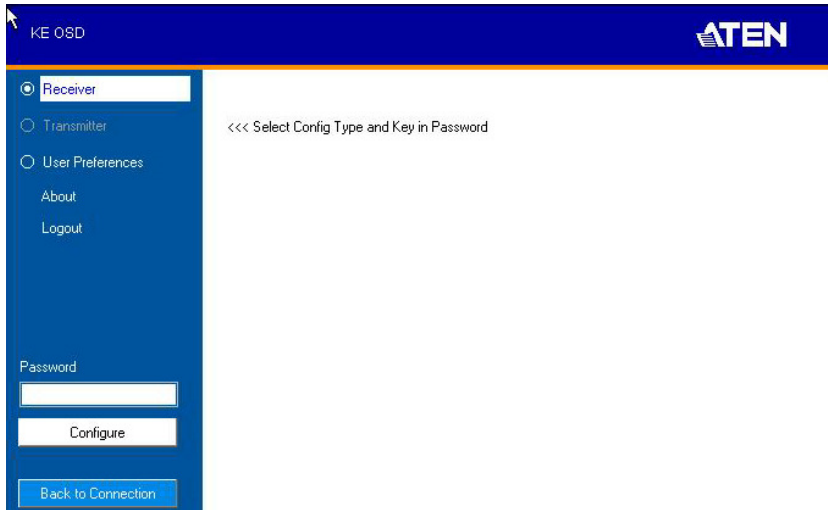 KE OSD
ATEN
Receiver
Transmitter
<<< Select Config Type and Key in Password
User Preferences
About
Logout
Password
Configure
Back to Connection